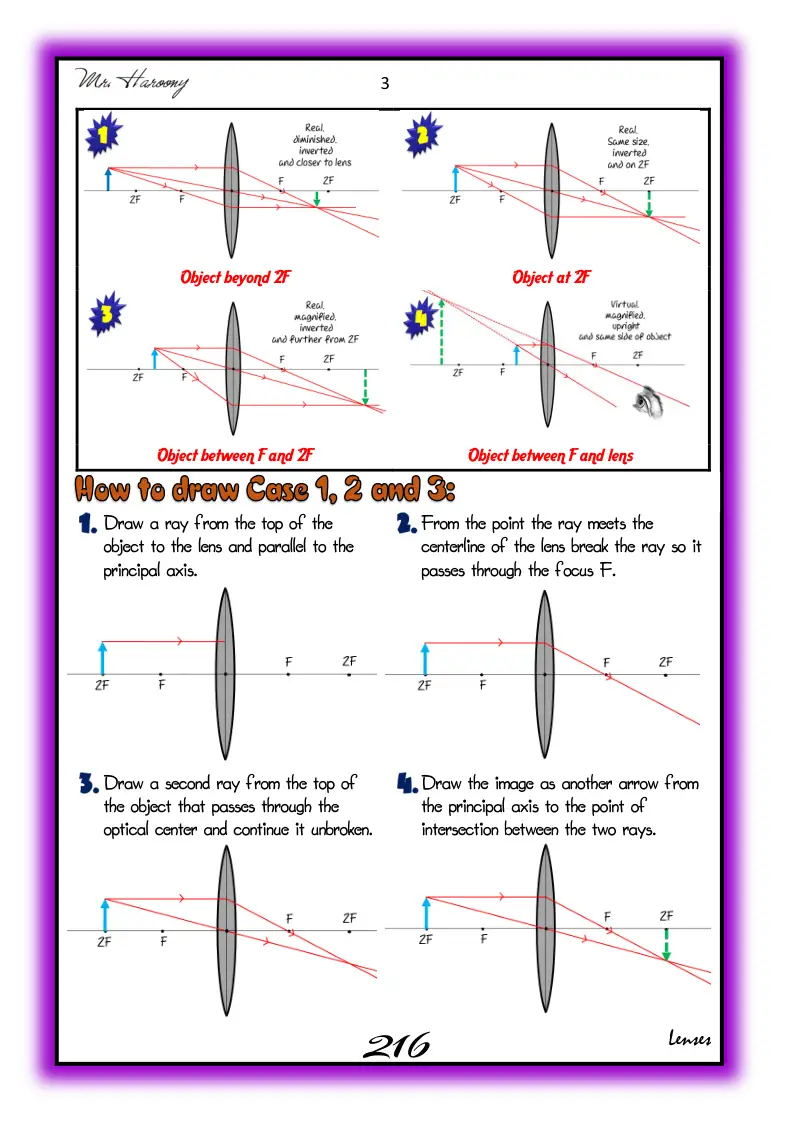 Mr. Haroony
3
1
Real,
diminished,
inverted
and closer to lens
F
2F
2F
F
Object beyond 2F
2
Real,
Same size,
inverted
and on 2F
F
2F
2F
F
Object at 2F
3
Real,
magnified,
inverted
and further from 2F
F
2F
2F
F
Object between F and 2F
4
Virtual,
magnified,
upright
and same side of object
F
2F
2F
F
Object between F and lens
How to draw Case 1, 2 and 3:
1. Draw a ray from the top of the
object to the lens and parallel to the
principal axis.
F
2F
2F
F
2. From the point the ray meets the
centerline of the lens break the ray so it
passes through the focus F.
F
2F
2F
F
3. Draw a second ray from the top of
the object that passes through the
optical center and continue it unbroken.
F
2F
2F
F
4. Draw the image as another arrow from
the principal axis to the point of
intersection between the two rays.
F
2F
2F
F
216
Lenses